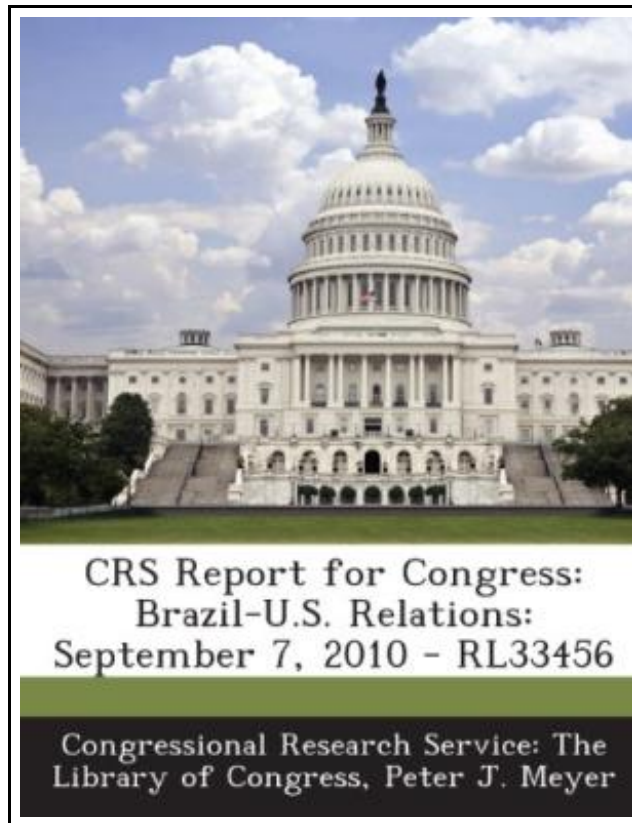 CRS Report for Congress:
Brazil-U.S. Relations:
September 7, 2010 - RL33456
Congressional Research Service: The
Library of Congress, Peter J. Meyer